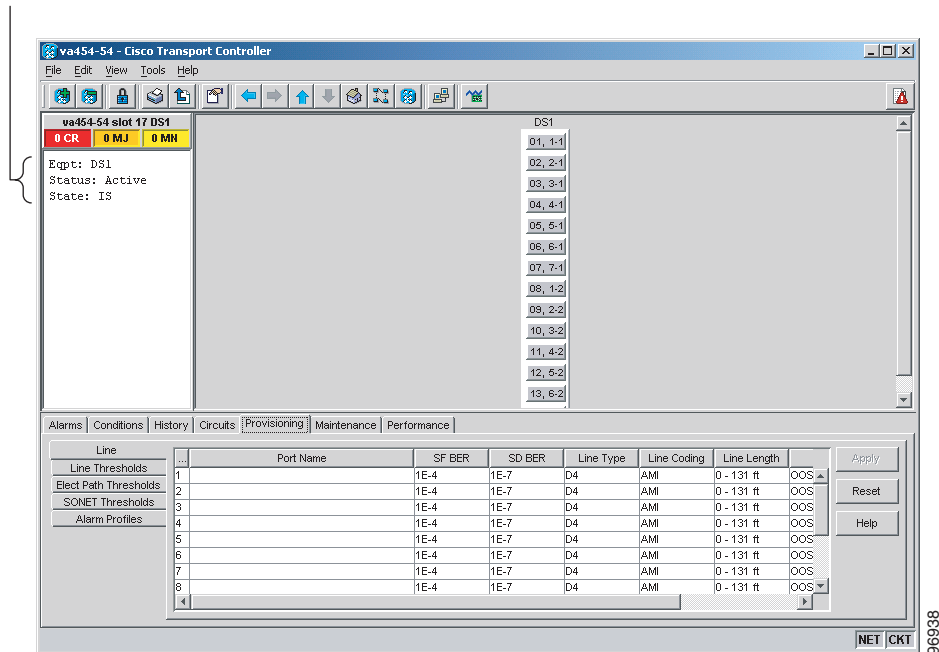 va454-54 - Cisco Transport Controller
File Edit View Tools Help
va454-54 slot 17 DS1
0 CR 0 MJ 0 MN
Eqpt: DS1
Status: Active
State: IS
DS1
01, 1-1
02, 2-1
03, 3-1
04, 4-1
05, 5-1
06, 6-1
07, 7-1
08, 1-2
09, 2-2
10, 3-2
11, 4-2
12, 5-2
13, 6-2
Alarms Conditions History Circuits Provisioning Maintenance Performance
Line
Line Thresholds
Elect Path Thresholds
SONET Thresholds
Alarm Profiles
... Port Name SF BER SD BER Line Type Line Coding Line Length
1 1E-4 1E-7 D4 AMI 0 - 131 ft OOS
2 1E-4 1E-7 D4 AMI 0 - 131 ft OOS
3 1E-4 1E-7 D4 AMI 0 - 131 ft OOS
4 1E-4 1E-7 D4 AMI 0 - 131 ft OOS
5 1E-4 1E-7 D4 AMI 0 - 131 ft OOS
6 1E-4 1E-7 D4 AMI 0 - 131 ft OOS
7 1E-4 1E-7 D4 AMI 0 - 131 ft OOS
8 1E-4 1E-7 D4 AMI 0 - 131 ft OOS
Apply
Reset
Help
NET CKT
96938